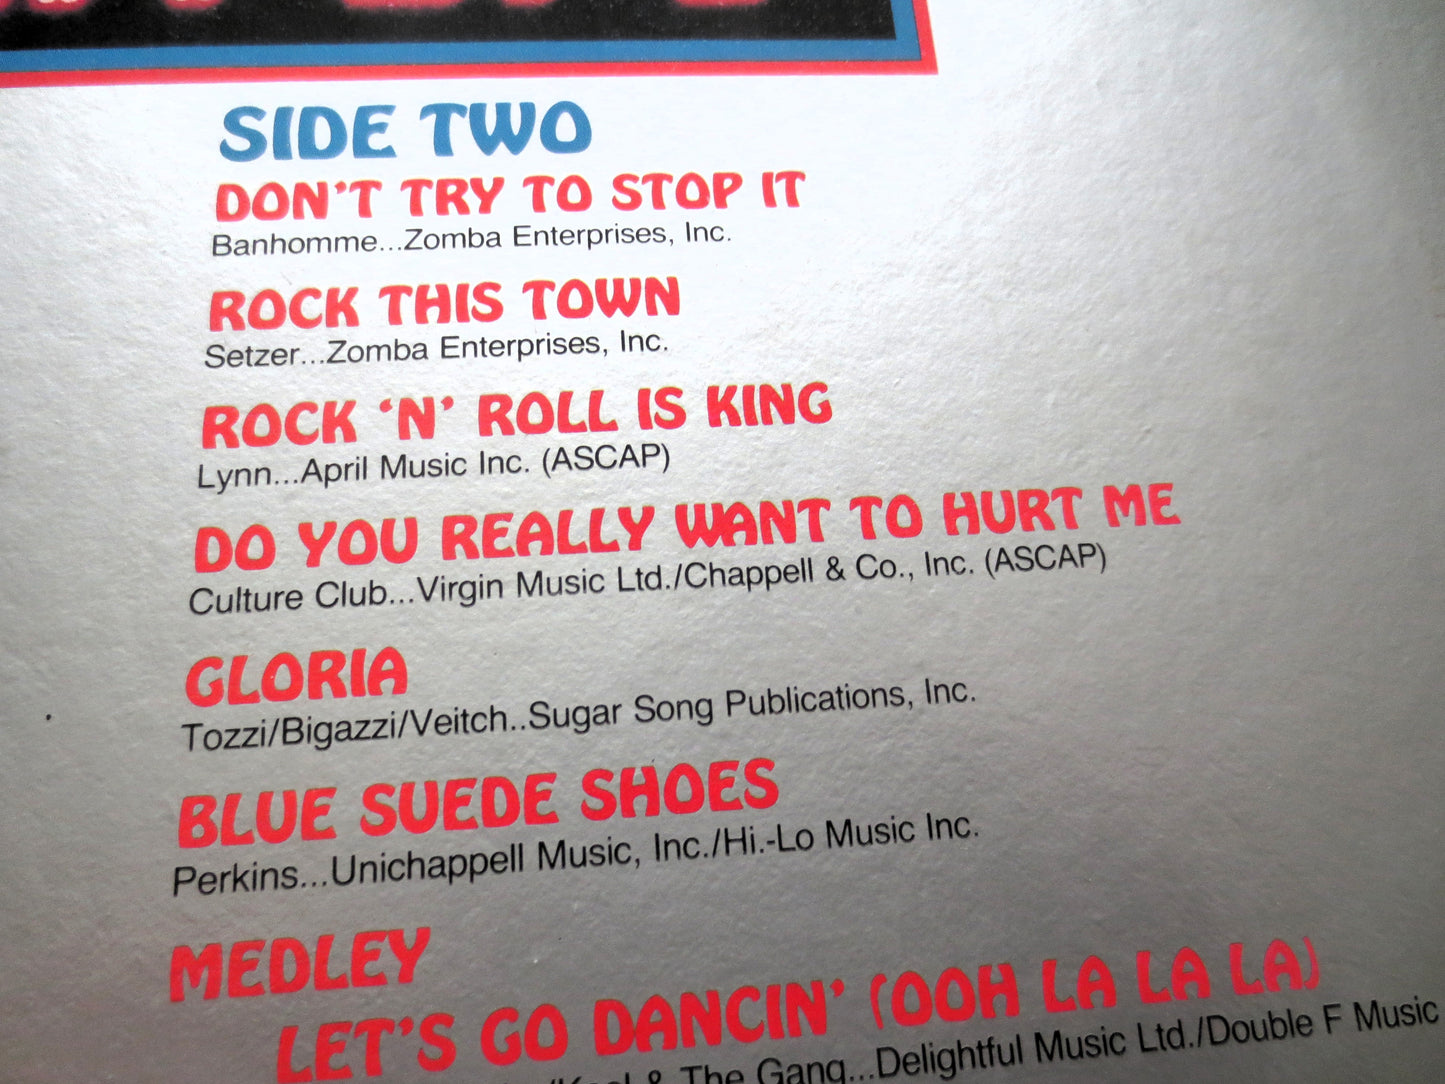 SIDE TWO
DON'T TRY TO STOP IT
Banhomme...Zomba Enterprises, Inc.
ROCK THIS TOWN
Setzer...Zomba Enterprises, Inc.
ROCK 'N' ROLL IS KING
Lynn...April Music Inc. (ASCAP)
DO YOU REALLY WANT TO HURT ME
Culture Club...Virgin Music Ltd./Chappell & Co., Inc. (ASCAP)
GLORIA
Tozzi/Bigazzi/Veitch..Sugar Song Publications, Inc.
BLUE SUEDE SHOES
Perkins...Unichappell Music, Inc./Hi.-Lo Music Inc.
MEDLEY
LET'S GO DANCIN' (OOH LA LA LA)
& The Gang...Delightful Music Ltd./Double F Music